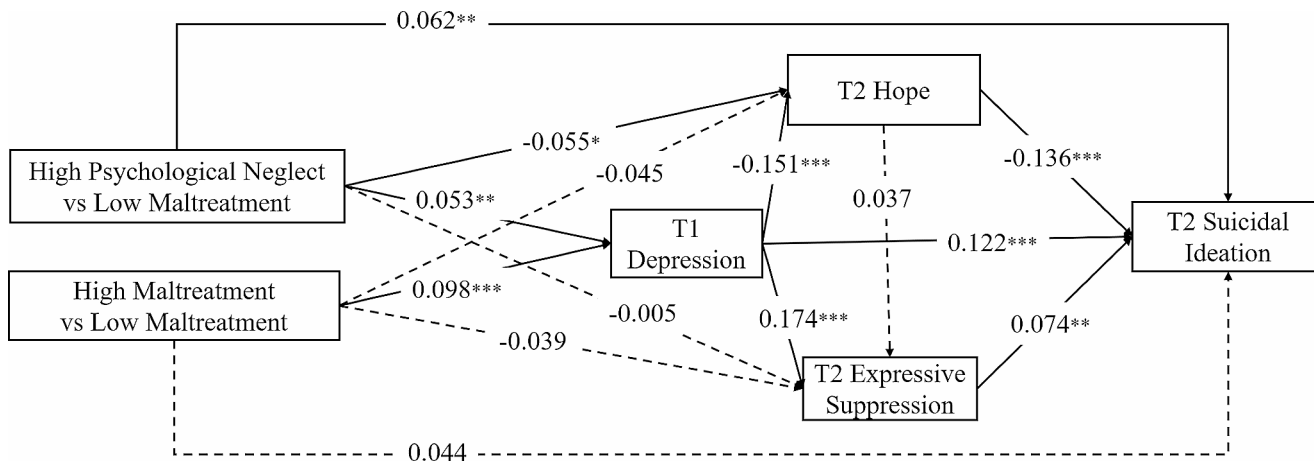 0.062**
T2 Hope
-0.055*
-0.151***
-0.136***
High Psychological Neglect
vs Low Maltreatment
-0.045
0.053**
0.037
T1
Depression
0.122***
T2 Suicidal
Ideation
High Maltreatment
vs Low Maltreatment
0.098***
-0.005
0.174***
0.074**
-0.039
T2 Expressive
Suppression
0.044